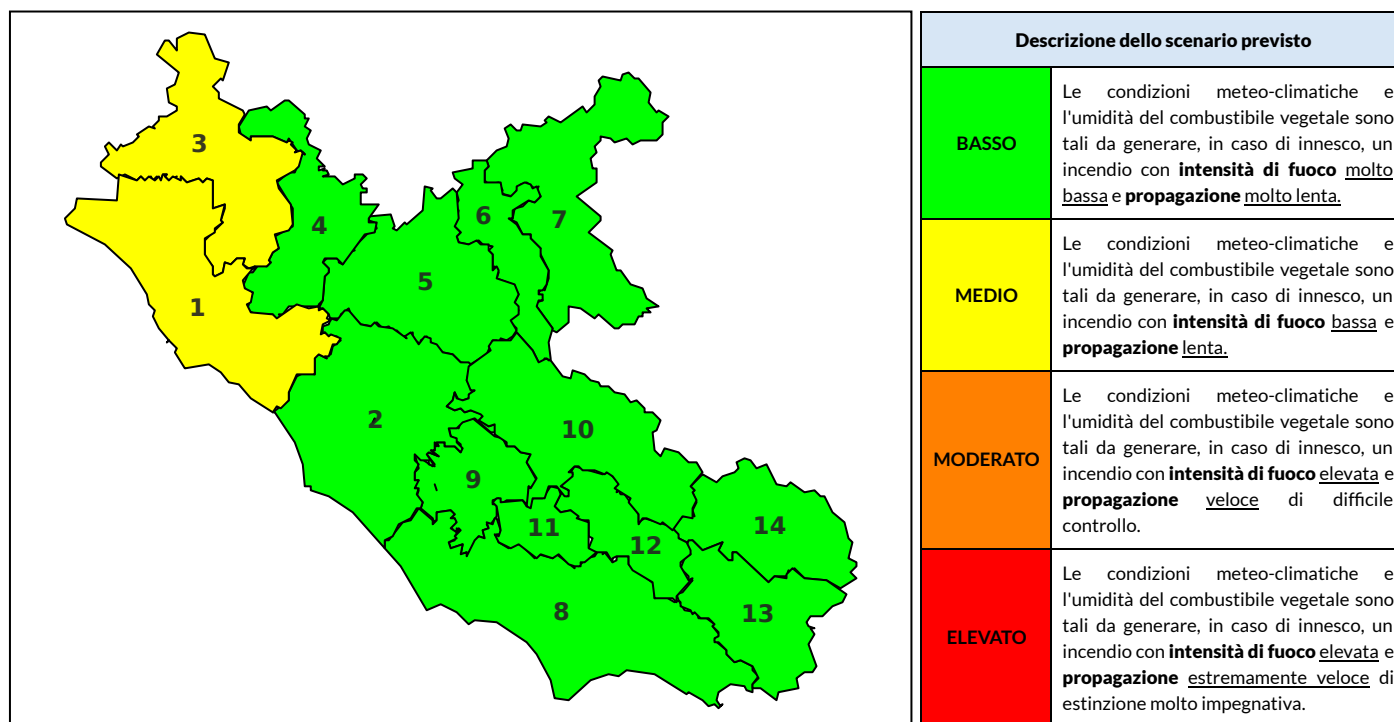 3
4
6
7
5
1
2
10
9
11
12
14
8
13
Descrizione dello scenario previsto
BASSO
Le condizioni meteo-climatiche e
l'umidità del combustibile vegetale sono
tali da generare, in caso di innesco, un
incendio con intensità di fuoco molto
bassa e propagazione molto lenta.
MEDIO
Le condizioni meteo-climatiche e
l'umidità del combustibile vegetale sono
tali da generare, in caso di innesco, un
incendio con intensità di fuoco bassa e
propagazione lenta.
MODERATO
Le condizioni meteo-climatiche e
l'umidità del combustibile vegetale sono
tali da generare, in caso di innesco, un
incendio con intensità di fuoco elevata e
propagazione veloce di difficile
controllo.
ELEVATO
Le condizioni meteo-climatiche e
l'umidità del combustibile vegetale sono
tali da generare, in caso di innesco, un
incendio con intensità di fuoco elevata e
propagazione estremamente veloce di
estinzione molto impegnativa.